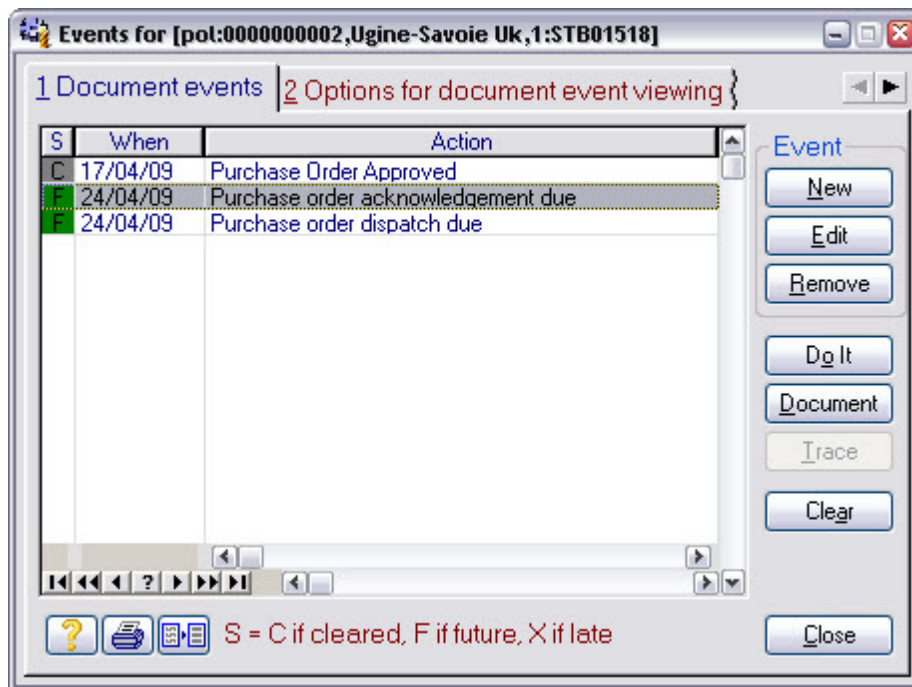 Events for [pol:0000000002,Ugine-Savoie Uk,1:STB01518]
1 Document events 2 Options for document event viewing
S When Action
C 17/04/09 Purchase Order Approved
F 24/04/09 Purchase order acknowledgement due
F 24/04/09 Purchase order dispatch due
Event
New
Edit
Remove
Do It
Document
Trace
Clear
?
? S = C if cleared, F if future, X if late
Close